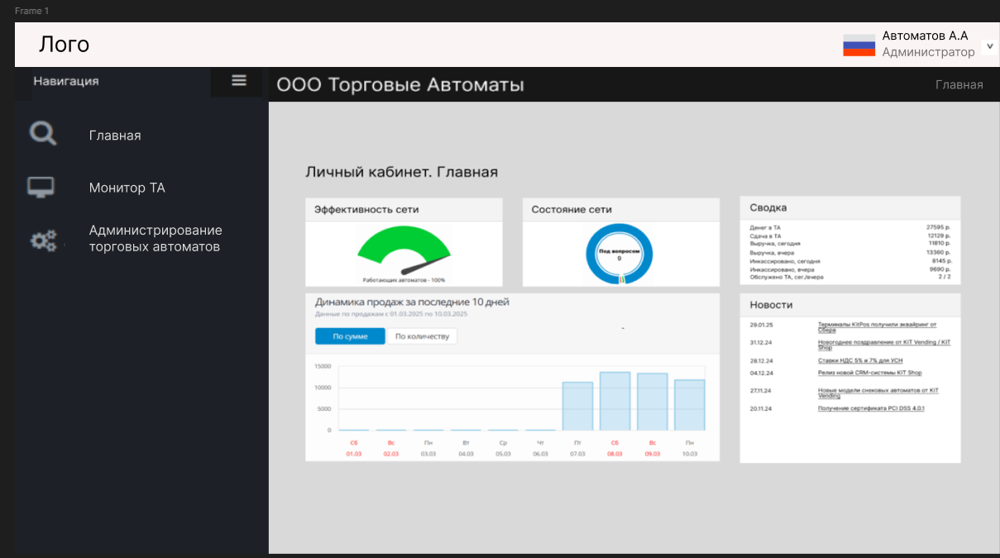 Frame 1
Лого
Автоматов А.А
Администратор
Навигация
ООО Торговые Автоматы
Главная
Главная
Монитор ТА
Администрирование
торговых автоматов
Личный кабинет. Главная
Эффективность сети
Работающих автоматов - 100%
Состояние сети
Под вопросом
9
Сводка
Денег в ТА 27595 р.
Сдача в ТА 12129 р.
Выручка, сегодня 11810 р.
Выручка, вчера 13360 р.
Инкассировано, сегодня 8145 р.
Инкассировано, вчера 9690 р.
Обслужено ТА, сег./вчера 2 / 2
Динамика продаж за последние 10 дней
Данные по продажам с 01.03.2025 по 10.03.2025
По сумме По количеству
15000
10000
5000
0
Сб Вс Пн Вт Ср Чт Пт Сб Вс Пн
01.03 02.03 03.03 04.03 05.03 06.03 07.03 08.03 09.03 10.03
Новости
29.01.25 Терминалы KitPos получили эквайринг от
Сбера
31.12.24 Новогоднее поздравление от KIT Vending / KIT
Shop
28.12.24 Ставки НДС 5% и 7% для УСН
04.12.24 Релиз новой CRM-системы KIT Shop
27.11.24 Новые модели снековых автоматов от KIT
Vending
20.11.24 Получение сертификата PCI DSS 4.0.1